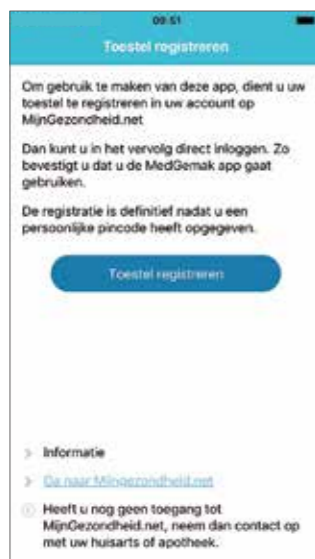 09:51
Toestel registreren
Om gebruik te maken van deze app, dient u uw
toestel te registreren in uw account op
MijnGezondheid.net
Dan kunt u in het vervolg direct inloggen. Zo
bevestigt u dat u de MedGemak app gaat
gebruiken.
De registratie is definitief nadat u een
persoonlijke pincode heeft opgegeven.
Toestel registreren
Informatie
Ga naar Mijngezondheid.net
Heeft u nog geen toegang tot
MijnGezondheid.net, neem dan contact op
met uw huisarts of apotheek.